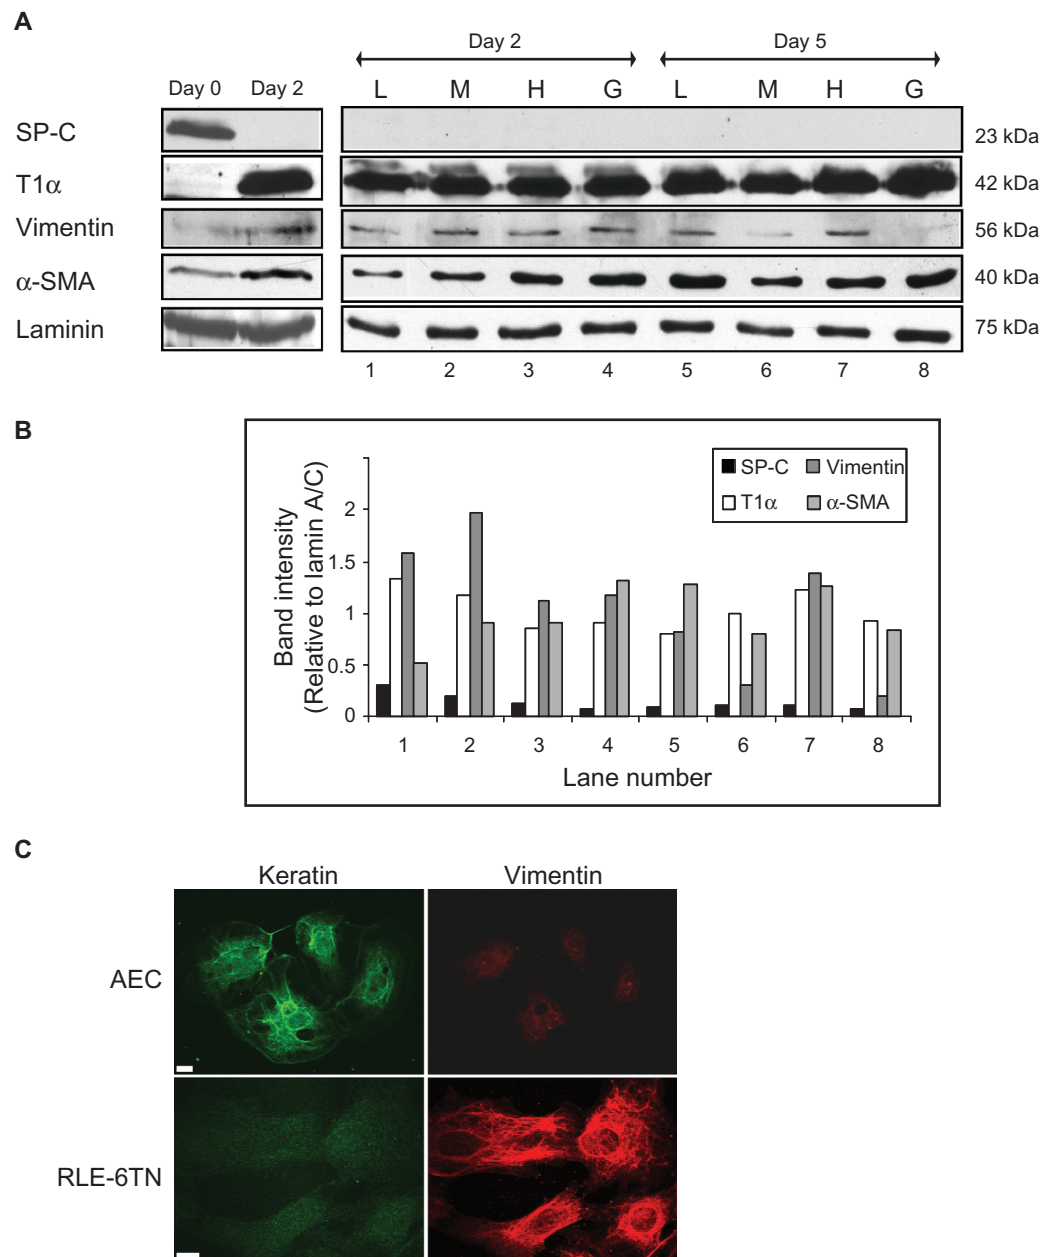 A
Day 2 Day 5
Day 0 Day 2 L M H G L M H G
SP-C 23 kDa
T1α 42 kDa
Vimentin 56 kDa
α-SMA 40 kDa
Laminin 75 kDa
1 2 3 4 5 6 7 8
B
Band intensity
(Relative to lamin A/C)
SP-C Vimentin
T1α α-SMA
2
1.5
1
0.5
0
1 2 3 4 5 6 7 8
Lane number
C
Keratin Vimentin
AEC
RLE-6TN